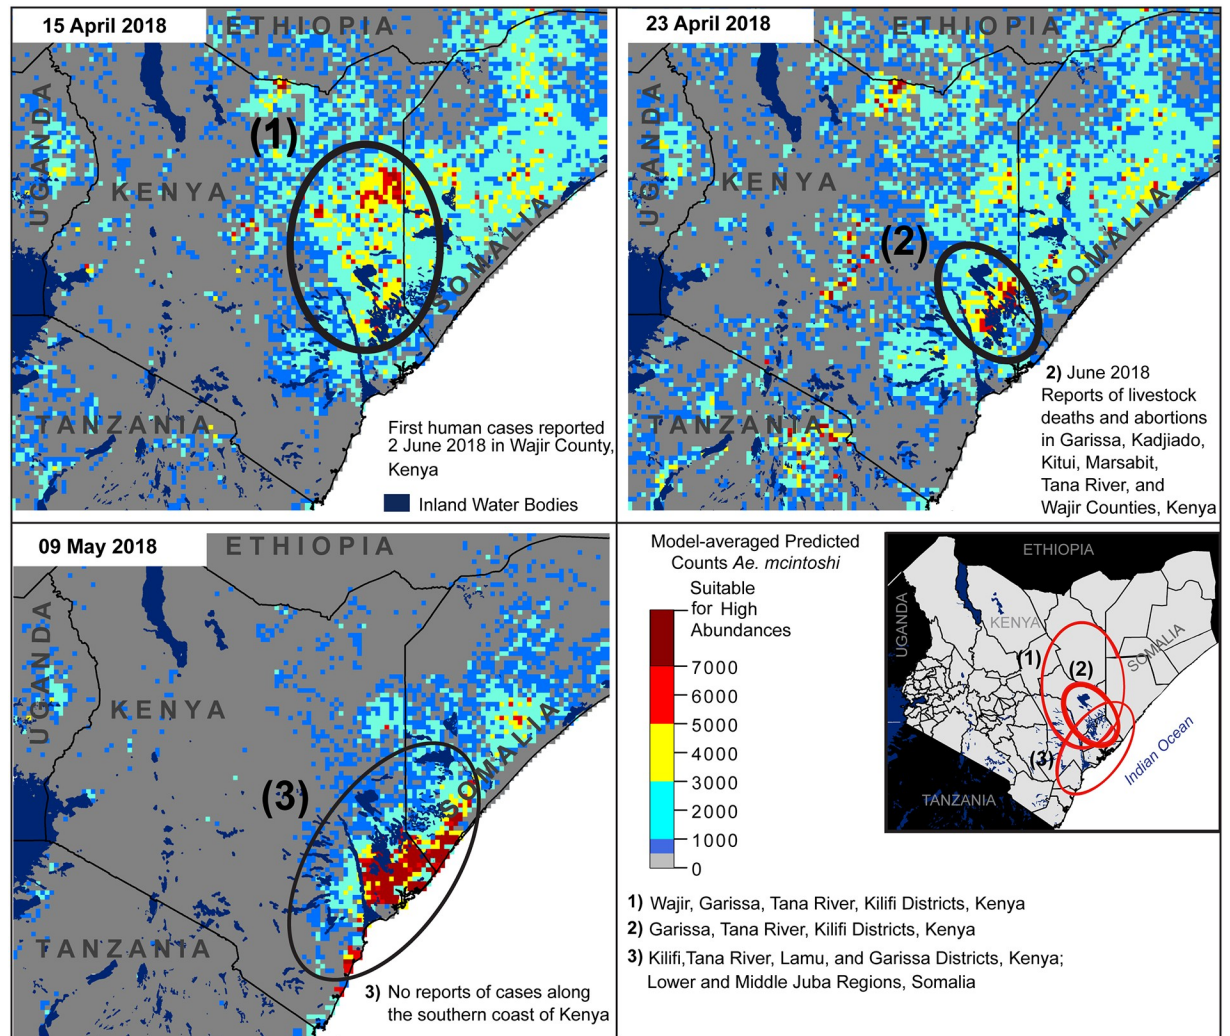 15 April 2018
ETHIOPIA
UGANDA
(1)
KENYA
SOMALIA
TANZANIA
First human cases reported
2 June 2018 in Wajir County,
Kenya
Inland Water Bodies
23 April 2018
ETHIOPIA
UGANDA
KENYA
(2)
SOMALIA
TANZANIA
2) June 2018
Reports of livestock
deaths and abortions
in Garissa, Kadjiado,
Kitui, Marsabit,
Tana River, and
Wajir Counties, Kenya
09 May 2018
ETHIOPIA
UGANDA
KENYA
(3)
SOMALIA
TANZANIA
3) No reports of cases along
the southern coast of Kenya
Model-averaged Predicted
Counts Ae. mcintoshi
Suitable
for High
Abundances
7000
6000
5000
4000
3000
2000
1000
0
ETHIOPIA
UGANDA
KENYA
(1)
(2)
SOMALIA
(3)
Indian Ocean
TANZANIA
1) Wajir, Garissa, Tana River, Kilifi Districts, Kenya
2) Garissa, Tana River, Kilifi Districts, Kenya
3) Kilifi,Tana River, Lamu, and Garissa Districts, Kenya;
Lower and Middle Juba Regions, Somalia